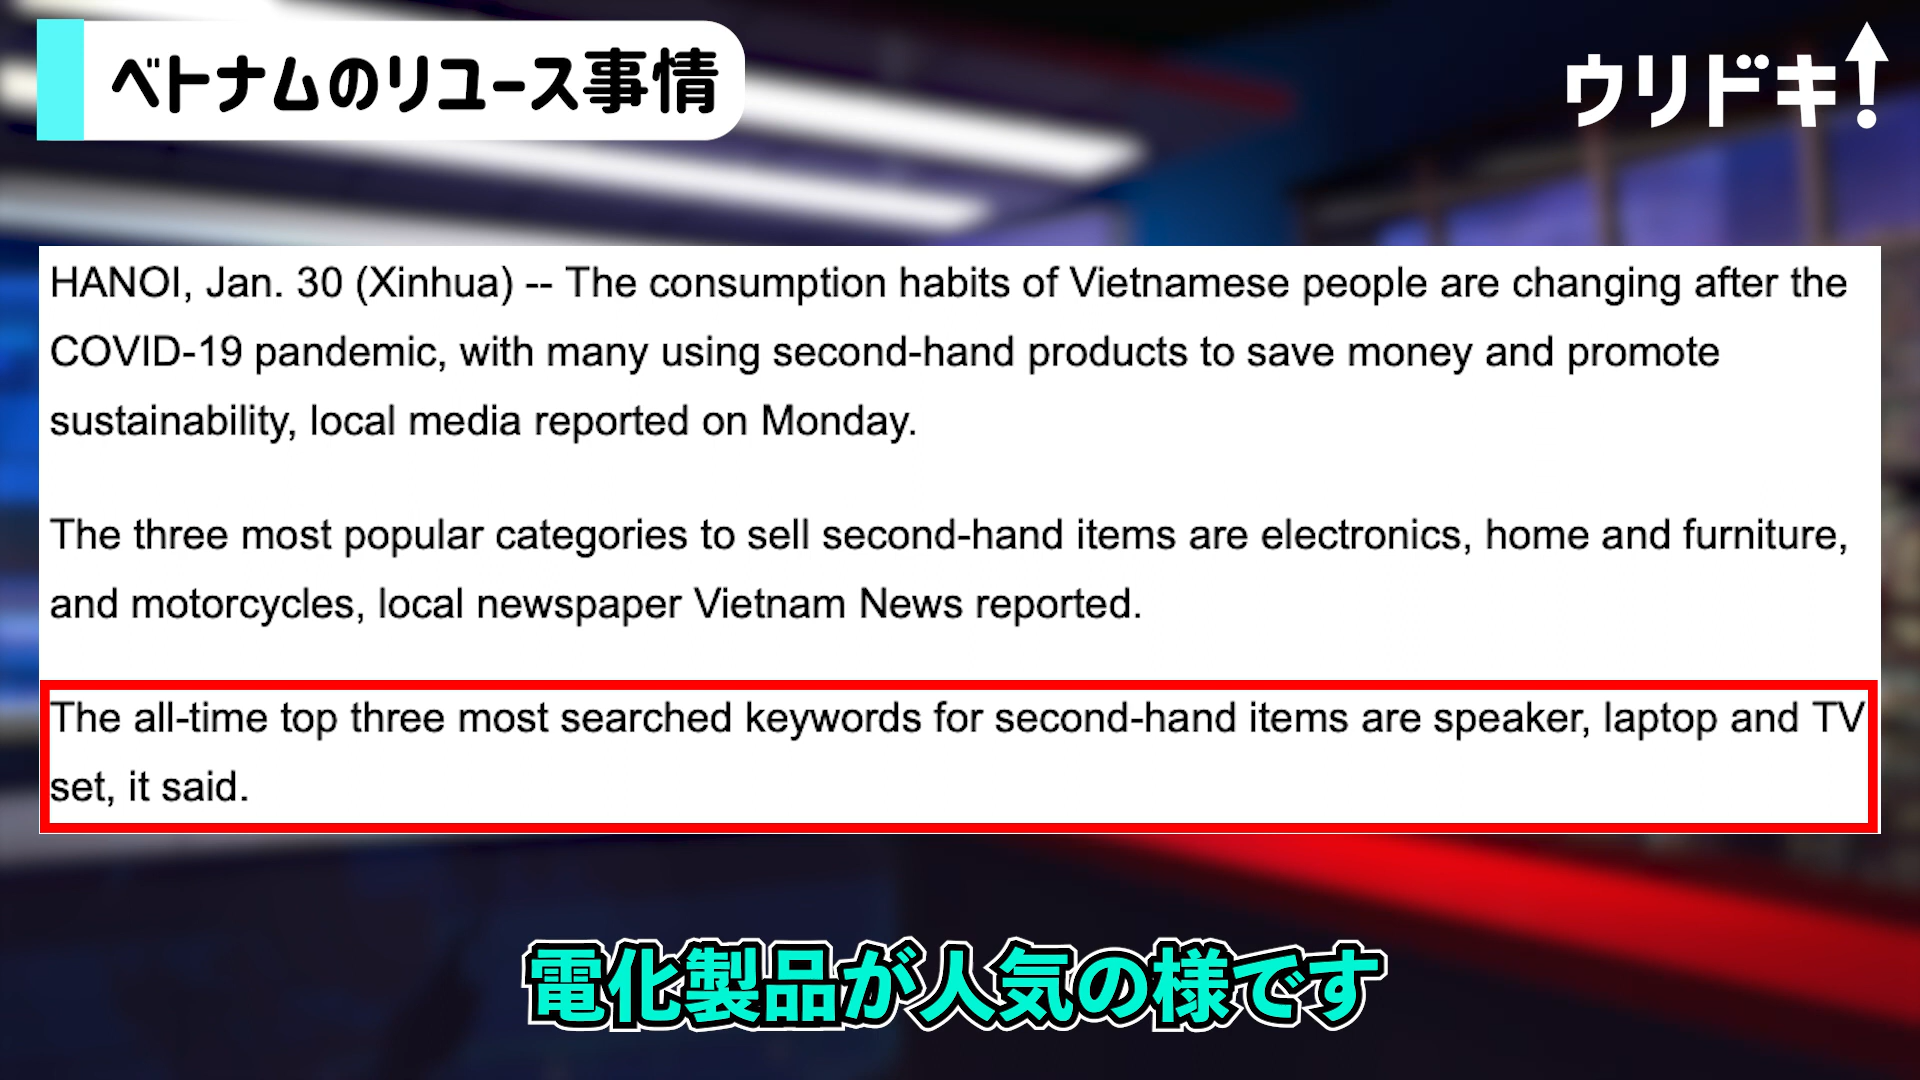 ベトナムのリユース事情
ウリドキ!
HANOI, Jan. 30 (Xinhua) -- The consumption habits of Vietnamese people are changing after the
COVID-19 pandemic, with many using second-hand products to save money and promote
sustainability, local media reported on Monday.
The three most popular categories to sell second-hand items are electronics, home and furniture,
and motorcycles, local newspaper Vietnam News reported.
The all-time top three most searched keywords for second-hand items are speaker, laptop and TV
set, it said.
電化製品が人気の様です